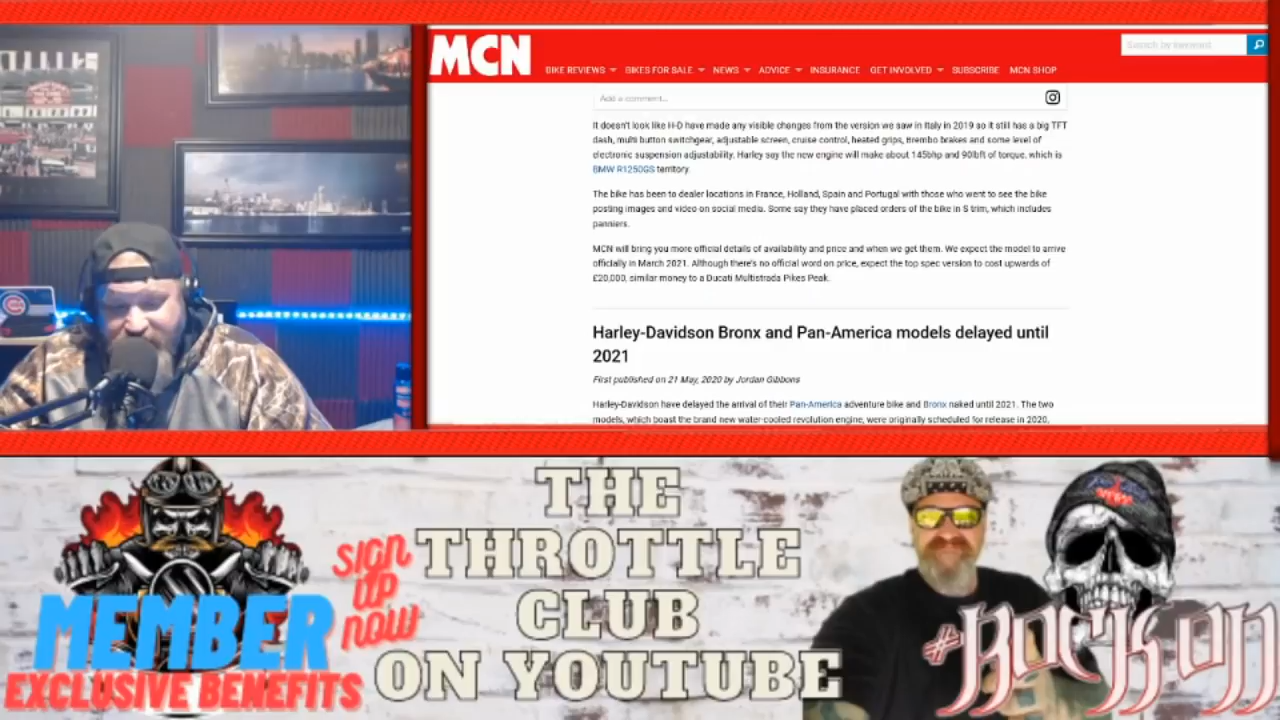 MCN
Search by keyword
BIKE REVIEWS
BIKES FOR SALE
NEWS
ADVICE
INSURANCE
GET INVOLVED
SUBSCRIBE
MCN SHOP
Add a comment...
It doesn't look like H-D have made any visible changes from the version we saw in Italy in 2019 so it still has a big TFT
dash, multi button switchgear, adjustable screen, cruise control, heated grips, Brembo brakes and some level of
electronic suspension adjustability. Harley say the new engine will make about 145bhp and 90lbft of torque, which is
BMW R1250GS territory.
The bike has been to dealer locations in France, Holland, Spain and Portugal with those who went to see the bike
posting images and video on social media. Some say they have placed orders of the bike in S trim, which includes
panniers.
MCN will bring you more official details of availability and price and when we get them. We expect the model to arrive
officially in March 2021. Although there's no official word on price, expect the top spec version to cost upwards of
£20,000, similar money to a Ducati Multistrada Pikes Peak.
Harley-Davidson Bronx and Pan-America models delayed until
2021
First published on 21 May, 2020 by Jordan Gibbons
Harley-Davidson have delayed the arrival of their Pan-America adventure bike and Bronx naked until 2021. The two
models, which boast the brand new water-cooled revolution engine, were originally scheduled for release in 2020,
MEMBER
EXCLUSIVE BENEFITS
SIGN
UP
NOW
THE
THROTTLE
CLUB
ON YOUTUBE
#ROCK ON